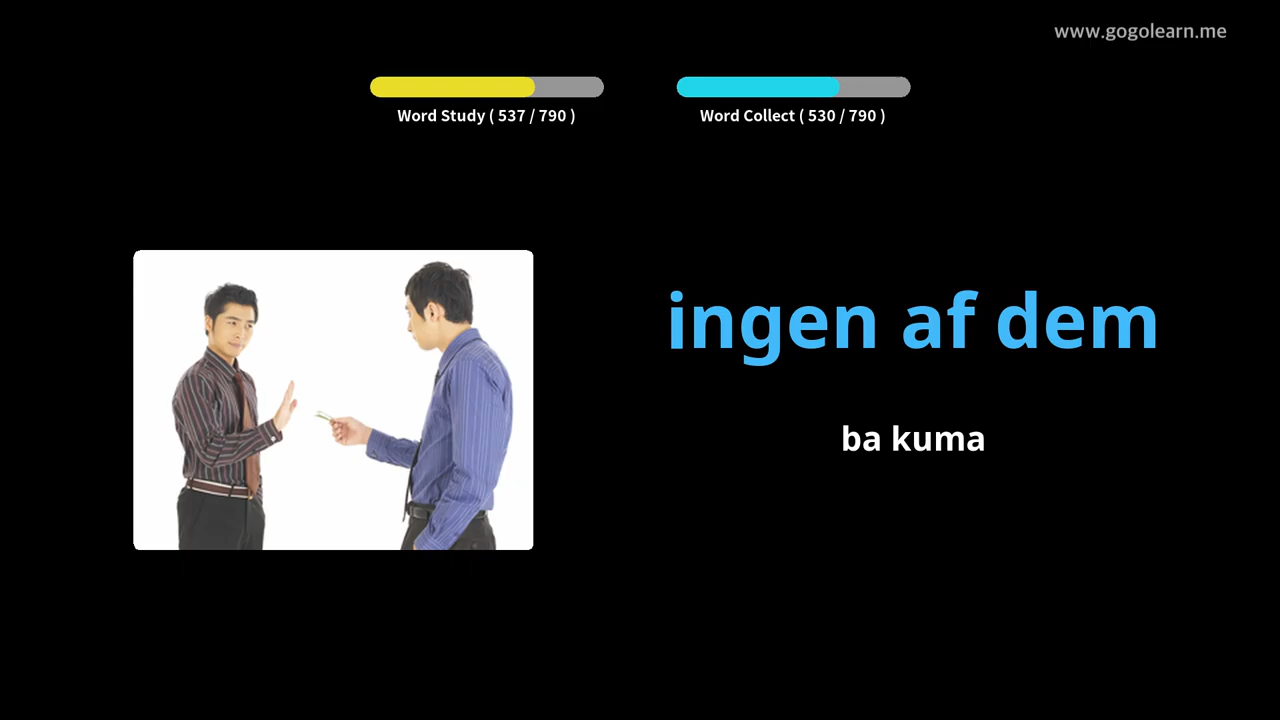 www.gogolearn.me
Word Study ( 537 / 790 )
Word Collect ( 530 / 790 )
ingen af dem
ba kuma